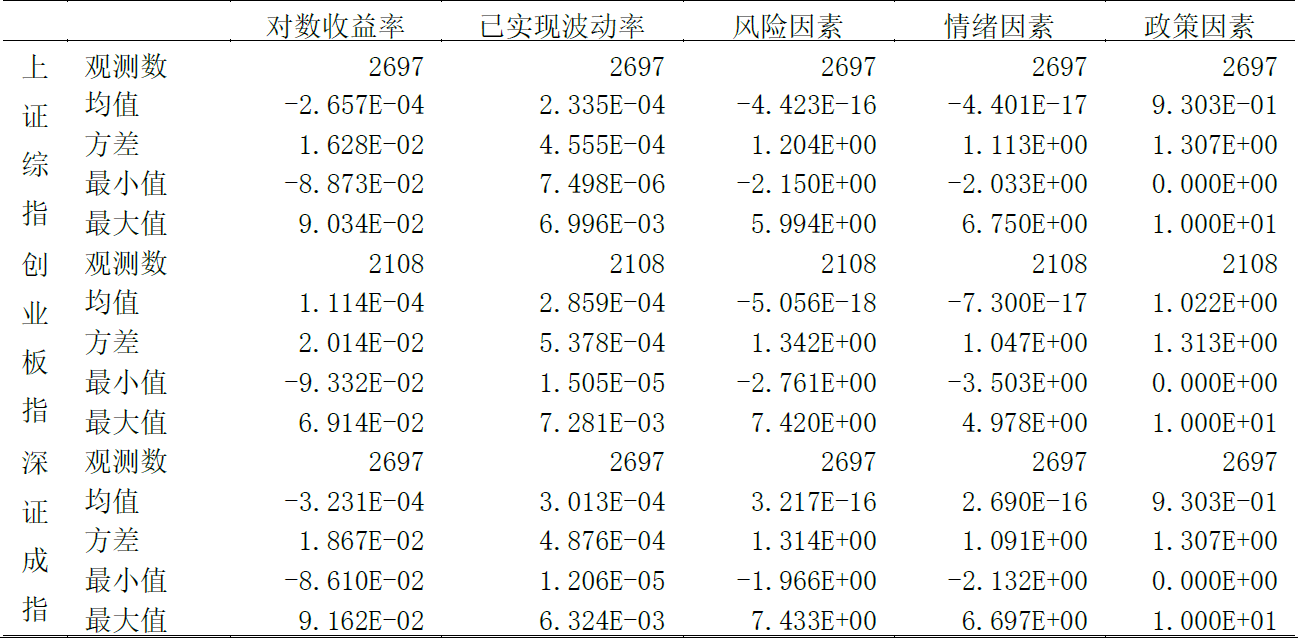 对数收益率 已实现波动率 风险因素 情绪因素 政策因素
上证综指
观测数 2697 2697 2697 2697 2697
均值 -2.657E-04 2.335E-04 -4.423E-16 -4.401E-17 9.303E-01
方差 1.628E-02 4.555E-04 1.204E+00 1.113E+00 1.307E+00
最小值 -8.873E-02 7.498E-06 -2.150E+00 -2.033E+00 0.000E+00
最大值 9.034E-02 6.996E-03 5.994E+00 6.750E+00 1.000E+01
创业板指
观测数 2108 2108 2108 2108 2108
均值 1.114E-04 2.859E-04 -5.056E-18 -7.300E-17 1.022E+00
方差 2.014E-02 5.378E-04 1.342E+00 1.047E+00 1.313E+00
最小值 -9.332E-02 1.505E-05 -2.761E+00 -3.503E+00 0.000E+00
最大值 6.914E-02 7.281E-03 7.420E+00 4.978E+00 1.000E+01
深证成指
观测数 2697 2697 2697 2697 2697
均值 -3.231E-04 3.013E-04 3.217E-16 2.690E-16 9.303E-01
方差 1.867E-02 4.876E-04 1.314E+00 1.091E+00 1.307E+00
最小值 -8.610E-02 1.206E-05 -1.966E+00 -2.132E+00 0.000E+00
最大值 9.162E-02 6.324E-03 7.433E+00 6.697E+00 1.000E+01